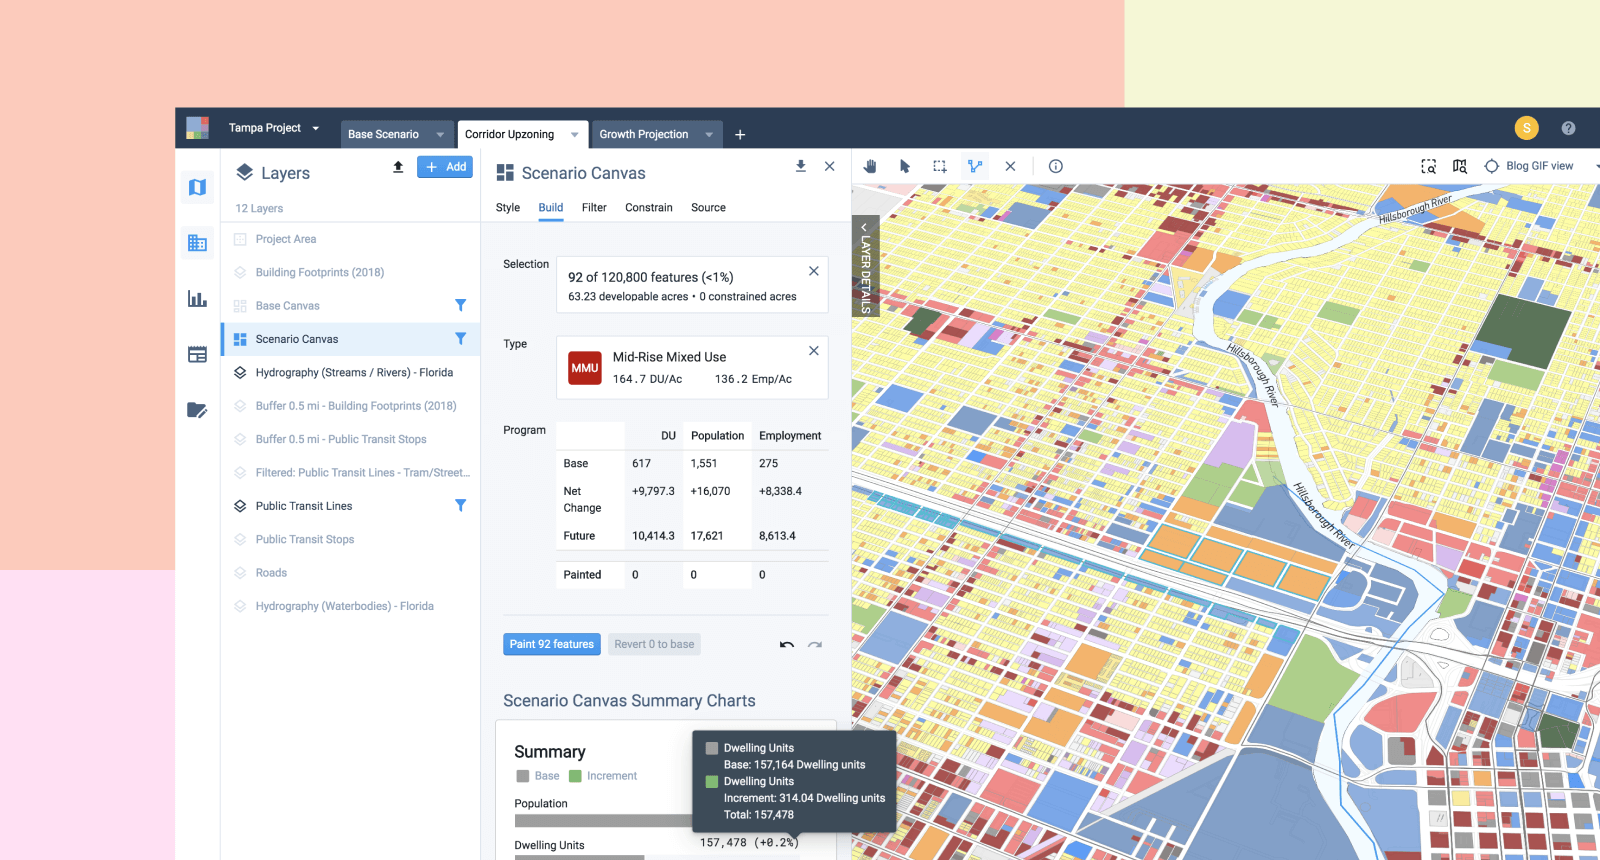 Tampa Project
Base Scenario
Corridor Upzoning
Growth Projection
S
?
Layers
Add
12 Layers
Project Area
Building Footprints (2018)
Base Canvas
Scenario Canvas
Hydrography (Streams / Rivers) - Florida
Buffer 0.5 mi - Building Footprints (2018)
Buffer 0.5 mi - Public Transit Stops
Filtered: Public Transit Lines - Tram/Street...
Public Transit Lines
Public Transit Stops
Roads
Hydrography (Waterbodies) - Florida
Scenario Canvas
Style Build Filter Constrain Source
Selection
92 of 120,800 features (<1%)
63.23 developable acres • 0 constrained acres
Type
MMU
Mid-Rise Mixed Use
164.7 DU/Ac 136.2 Emp/Ac
Program
DU Population Employment
Base 617 1,551 275
Net Change +9,797.3 +16,070 +8,338.4
Future 10,414.3 17,621 8,613.4
Painted 0 0 0
Paint 92 features
Revert 0 to base
Scenario Canvas Summary Charts
Summary
Base Increment
Population
Dwelling Units
157,478 (+0.2%)
Dwelling Units
Base: 157,164 Dwelling units
Dwelling Units
Increment: 314.04 Dwelling units
Total: 157,478
Blog GIF view
LAYER DETAILS
Hillsborough River
Hillsborough River
Hillsborough River